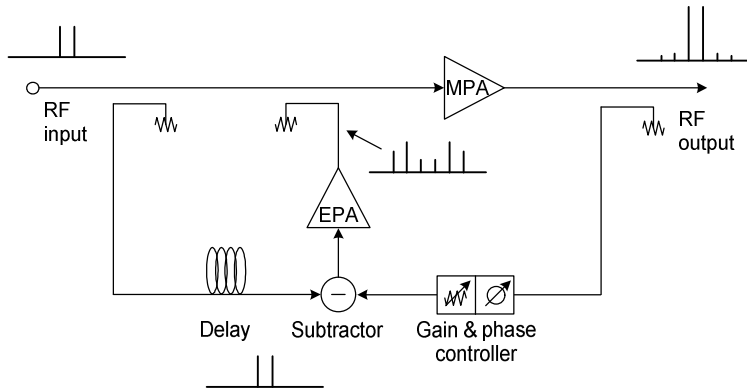 MPA
RF
input
RF
output
EPA
Delay
Subtractor
Gain & phase
controller